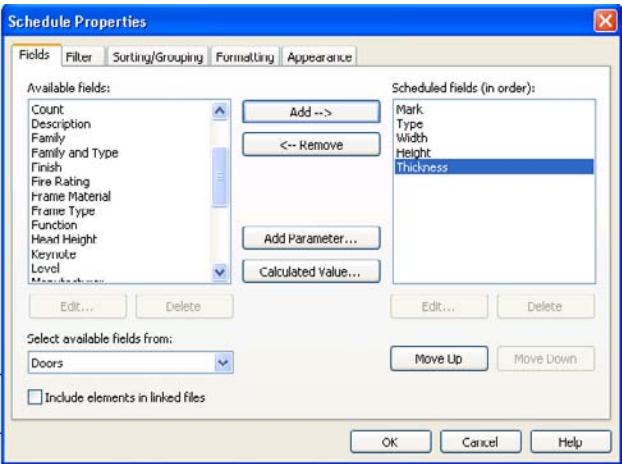 Schedule Properties
Fields Filter Sorting/Grouping Formatting Appearance
Available fields:
Count
Description
Family
Family and Type
Finish
Fire Rating
Frame Material
Frame Type
Function
Head Height
Keynote
Level
Manufacturer
Edit... Delete
Select available fields from:
Doors
Include elements in linked files
Add -->
<-- Remove
Add Parameter...
Calculated Value...
Scheduled fields (in order):
Mark
Type
Width
Height
Thickness
Edit... Delete
Move Up Move Down
OK Cancel Help